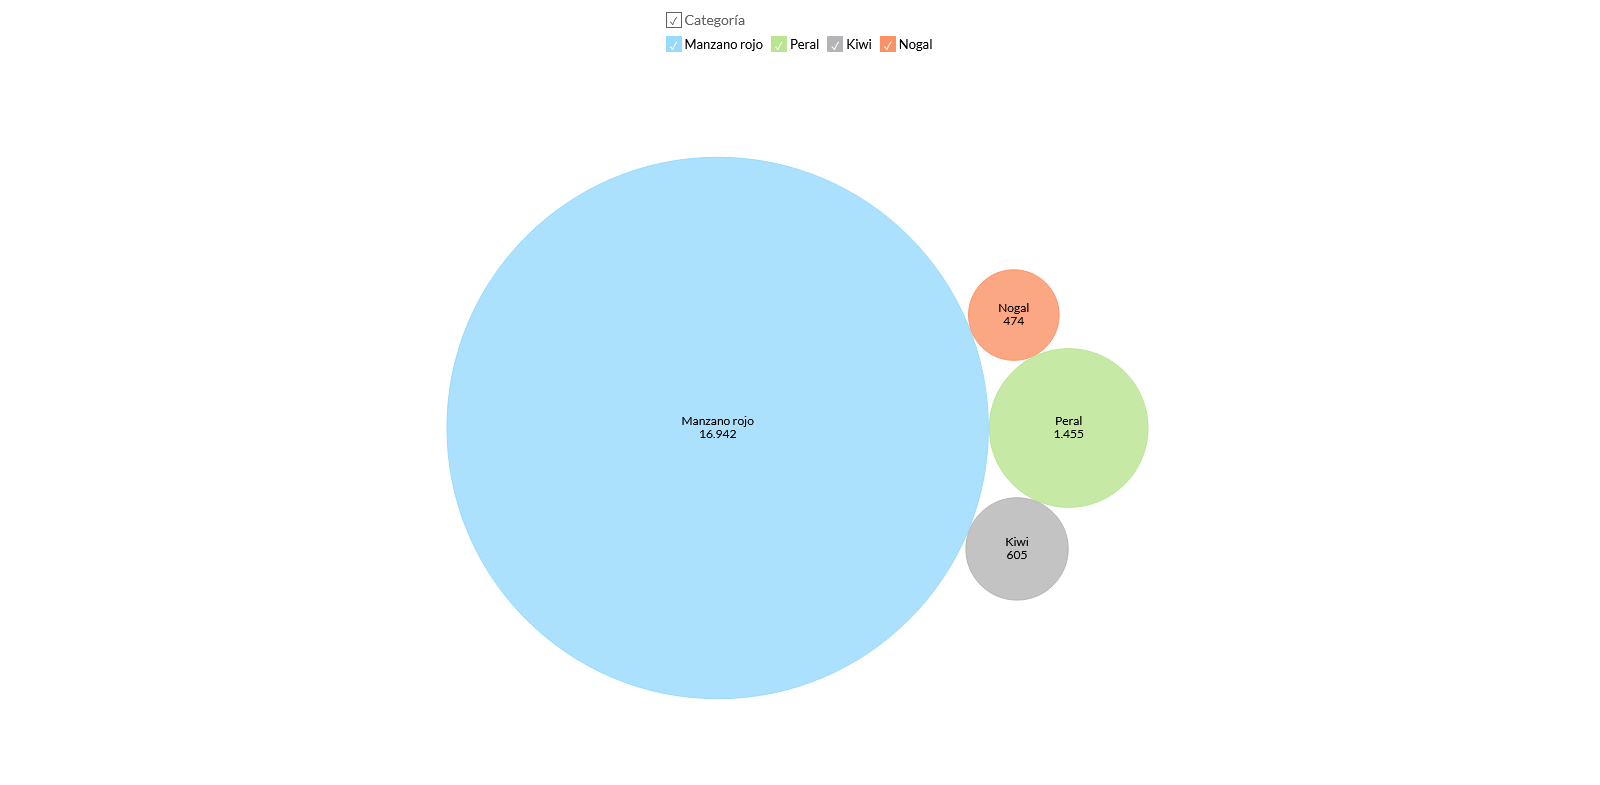 Categoría
Manzano rojo Peral Kiwi Nogal
Nogal
474
Manzano rojo
16.942
Peral
1.455
Kiwi
605